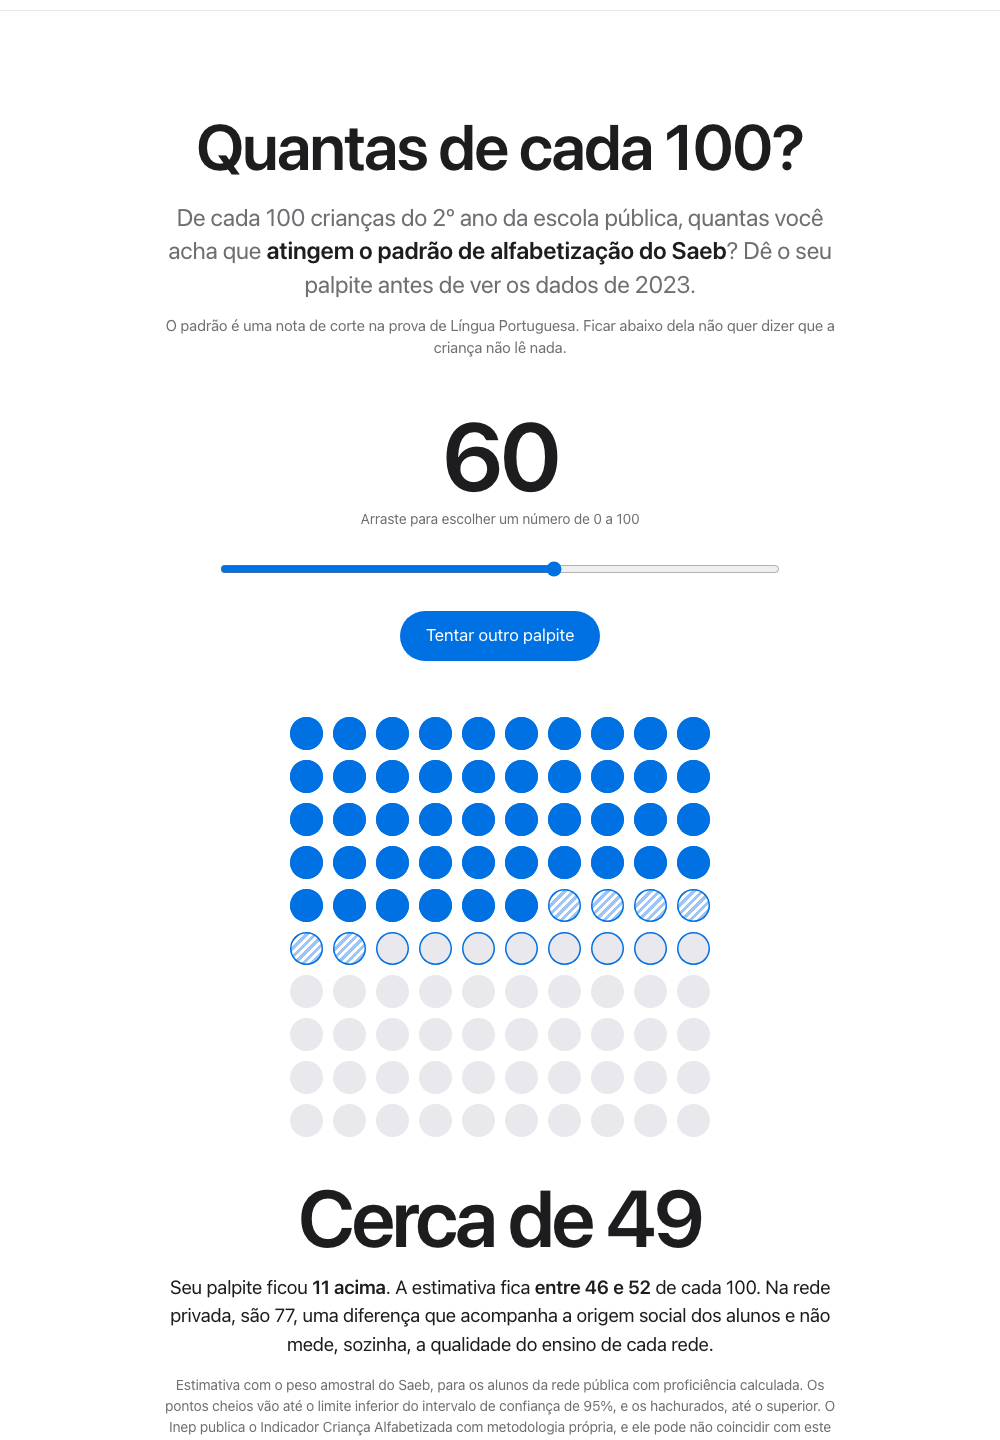 Quantas de cada 100?
De cada 100 crianças do 2º ano da escola pública, quantas você
acha que atingem o padrão de alfabetização do Saeb? Dê o seu
palpite antes de ver os dados de 2023.
O padrão é uma nota de corte na prova de Língua Portuguesa. Ficar abaixo dela não quer dizer que a
criança não lê nada.
60
Arraste para escolher um número de 0 a 100
Tentar outro palpite
Cerca de 49
Seu palpite ficou 11 acima. A estimativa fica entre 46 e 52 de cada 100. Na rede
privada, são 77, uma diferença que acompanha a origem social dos alunos e não
mede, sozinha, a qualidade do ensino de cada rede.
Estimativa com o peso amostral do Saeb, para os alunos da rede pública com proficiência calculada. Os
pontos cheios vão até o limite inferior do intervalo de confiança de 95%, e os hachurados, até o superior. O
Inep publica o Indicador Criança Alfabetizada com metodologia própria, e ele pode não coincidir com este